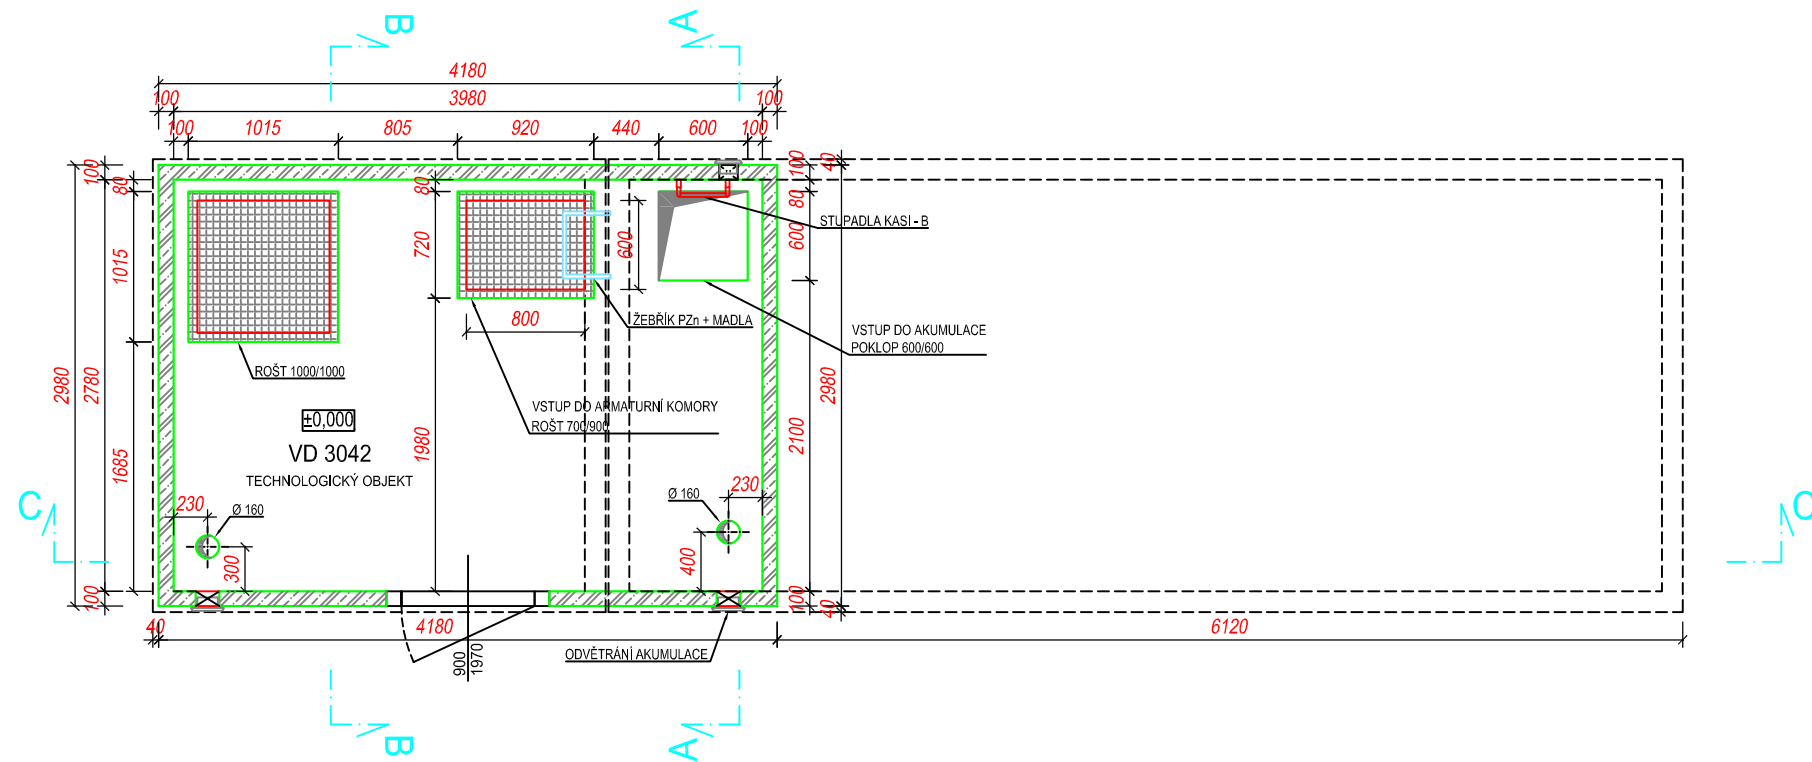 B
A
4180
100
3980
100
100
1015
805
920
440
600
100
100
40
100
80
80
80
STUPADLA KASI - B
600
600
720
1015
800
ŽEBŘÍK PZn + MADLA
VSTUP DO AKUMULACE
POKLOP 600/600
ROŠT 1000/1000
2980
2780
2980
VSTUP DO ARMATURNÍ KOMORY
ROŠT 700/900
±0,000
VD 3042
TECHNOLOGICKÝ OBJEKT
1685
1980
2100
C
C
230
Ø 160
230
Ø 160
300
400
100
100
40
40
4180
6120
900
1970
ODVĚTRÁNÍ AKUMULACE
B
A